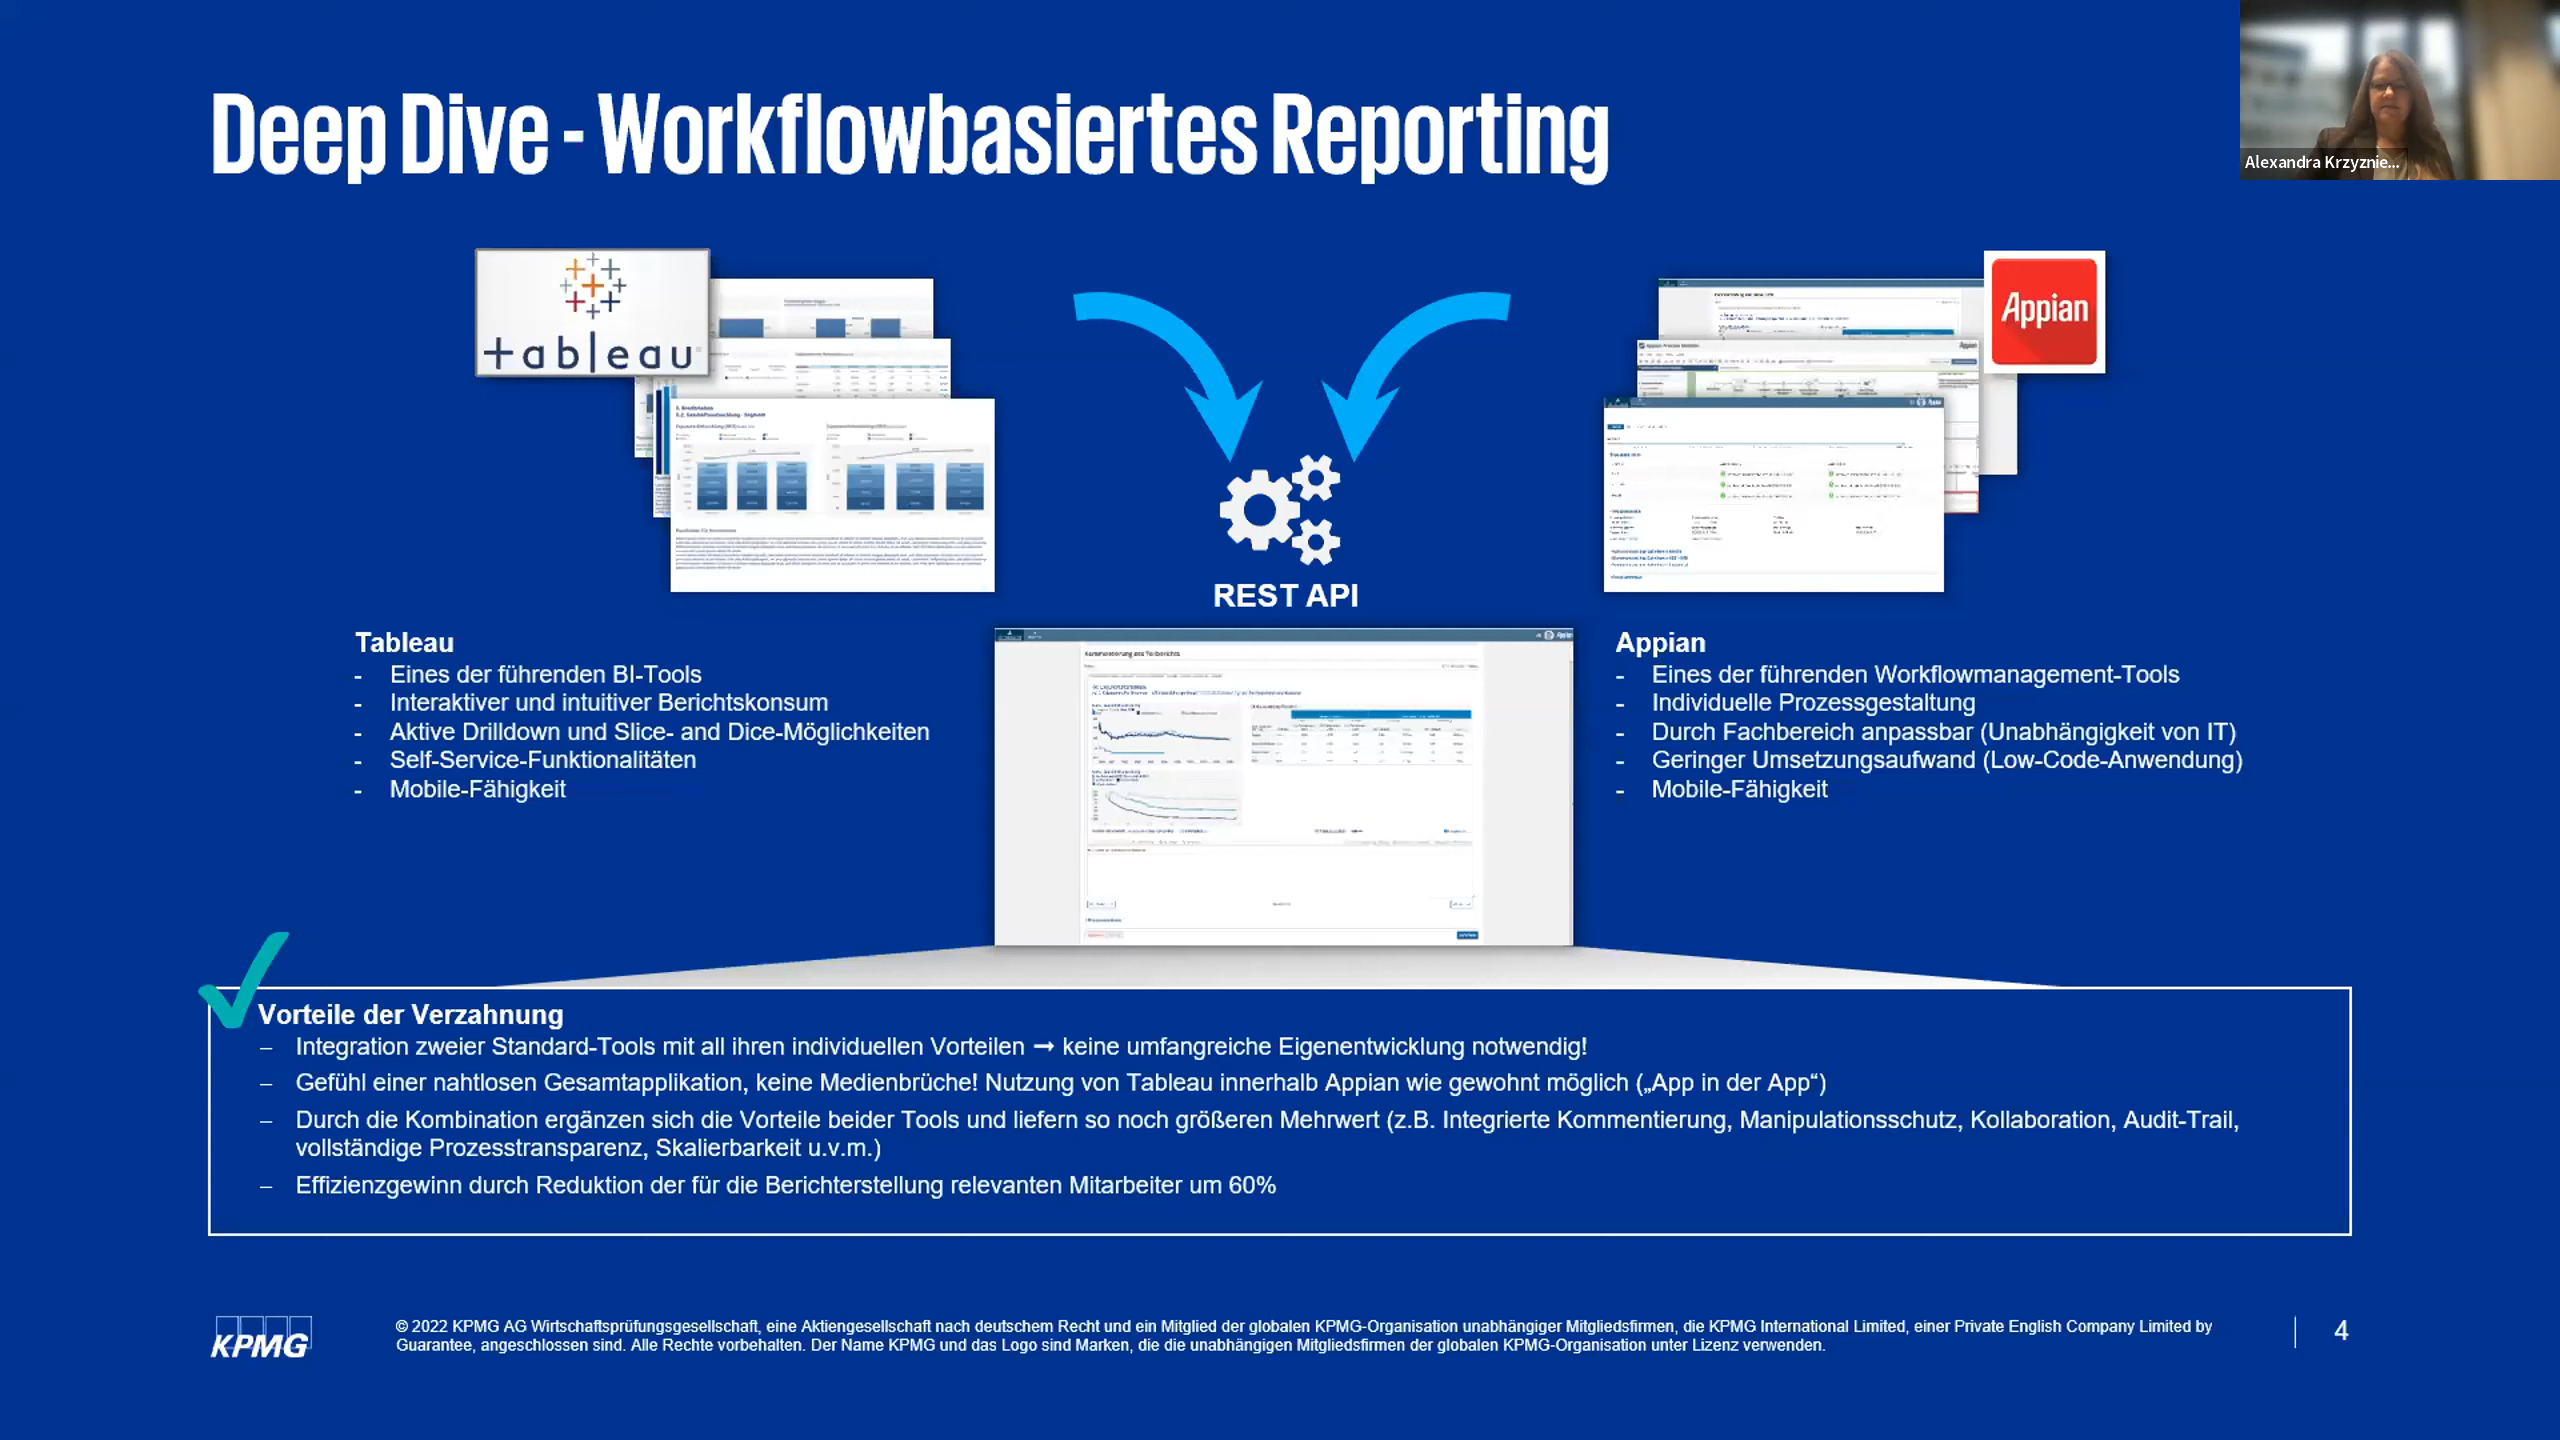 Deep Dive - Workflowbasiertes Reporting
Alexandra Krzyznie...
+ableau
Appian
REST API
Tableau
- Eines der führenden BI-Tools
- Interaktiver und intuitiver Berichtskonsum
- Aktive Drilldown und Slice- and Dice-Möglichkeiten
- Self-Service-Funktionalitäten
- Mobile-Fähigkeit
Kommentierung des Teilberichts
Appian
- Eines der führenden Workflowmanagement-Tools
- Individuelle Prozessgestaltung
- Durch Fachbereich anpassbar (Unabhängigkeit von IT)
- Geringer Umsetzungsaufwand (Low-Code-Anwendung)
- Mobile-Fähigkeit
Vorteile der Verzahnung
– Integration zweier Standard-Tools mit all ihren individuellen Vorteilen → keine umfangreiche Eigenentwicklung notwendig!
– Gefühl einer nahtlosen Gesamtapplikation, keine Medienbrüche! Nutzung von Tableau innerhalb Appian wie gewohnt möglich („App in der App“)
– Durch die Kombination ergänzen sich die Vorteile beider Tools und liefern so noch größeren Mehrwert (z.B. Integrierte Kommentierung, Manipulationsschutz, Kollaboration, Audit-Trail,
vollständige Prozesstransparenz, Skalierbarkeit u.v.m.)
– Effizienzgewinn durch Reduktion der für die Berichterstellung relevanten Mitarbeiter um 60%
KPMG
© 2022 KPMG AG Wirtschaftsprüfungsgesellschaft, eine Aktiengesellschaft nach deutschem Recht und ein Mitglied der globalen KPMG-Organisation unabhängiger Mitgliedsfirmen, die KPMG International Limited, einer Private English Company Limited by
Guarantee, angeschlossen sind. Alle Rechte vorbehalten. Der Name KPMG und das Logo sind Marken, die die unabhängigen Mitgliedsfirmen der globalen KPMG-Organisation unter Lizenz verwenden.
4